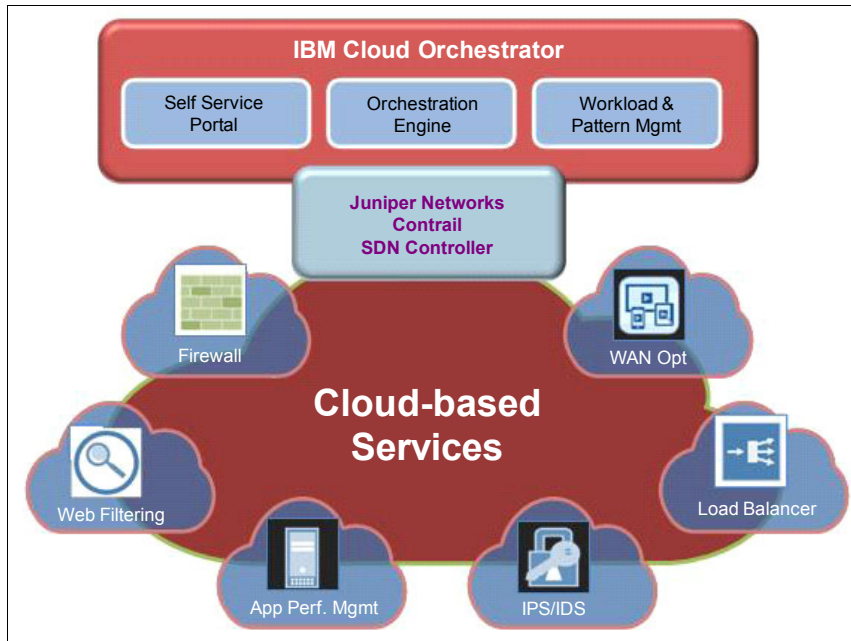 IBM Cloud Orchestrator
Self Service
Portal
Orchestration
Engine
Workload &
Pattern Mgmt
Juniper Networks
Contrail
SDN Controller
Firewall
WAN Opt
Cloud-based
Services
Web Filtering
Load Balancer
App Perf. Mgmt
IPS/IDS